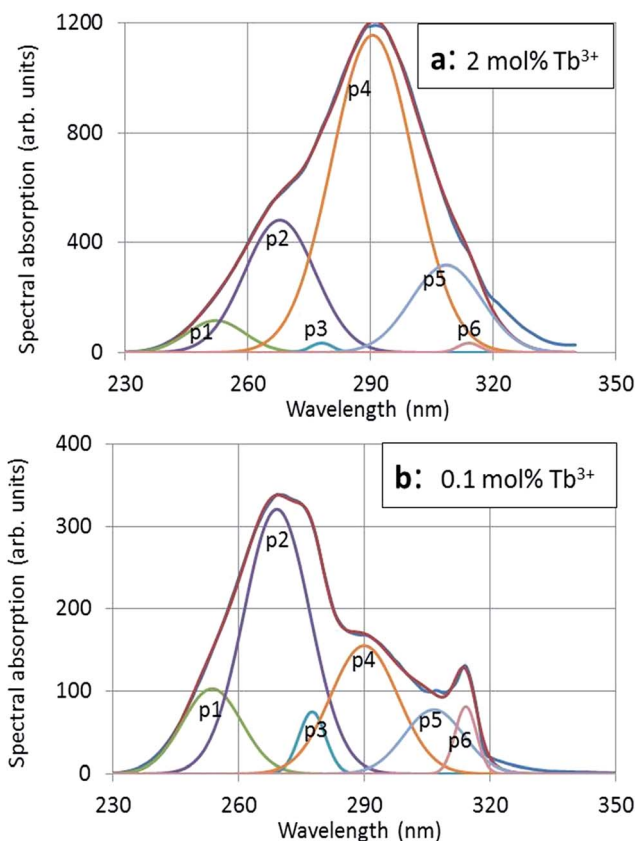 1200
a: 2 mol% Tb³⁺
p4
800
Spectral absorption (arb. units)
400
p2
p5
p1
p3
p6
0
230 260 290 320 350
Wavelength (nm)
400
b: 0.1 mol% Tb³⁺
300
p2
Spectral absorption (arb. units)
200
p4
100
p1
p3
p5
p6
0
230 260 290 320 350
Wavelength (nm)